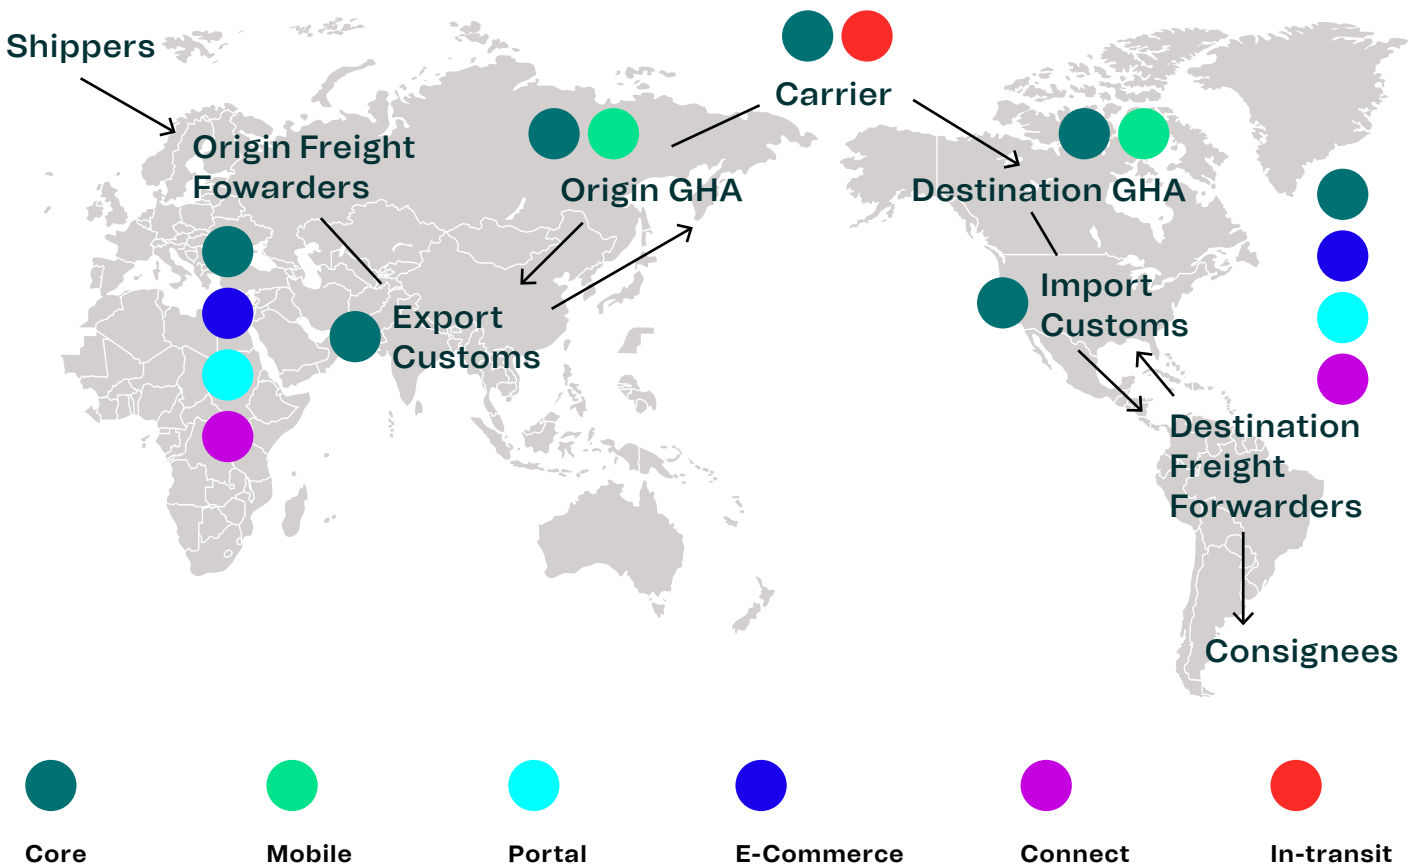 Shippers
Carrier
Origin Freight
Fowarders
Origin GHA
Destination GHA
Export
Customs
Import
Customs
Destination
Freight
Forwarders
Consignees
Core
Mobile
Portal
E-Commerce
Connect
In-transit